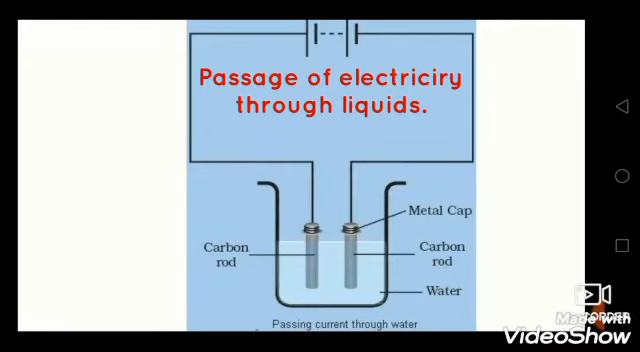 Passage of electriciry
through liquids.
Metal Cap
Carbon
rod
Carbon
rod
Water
Passing current through water
Made with
VideoShow